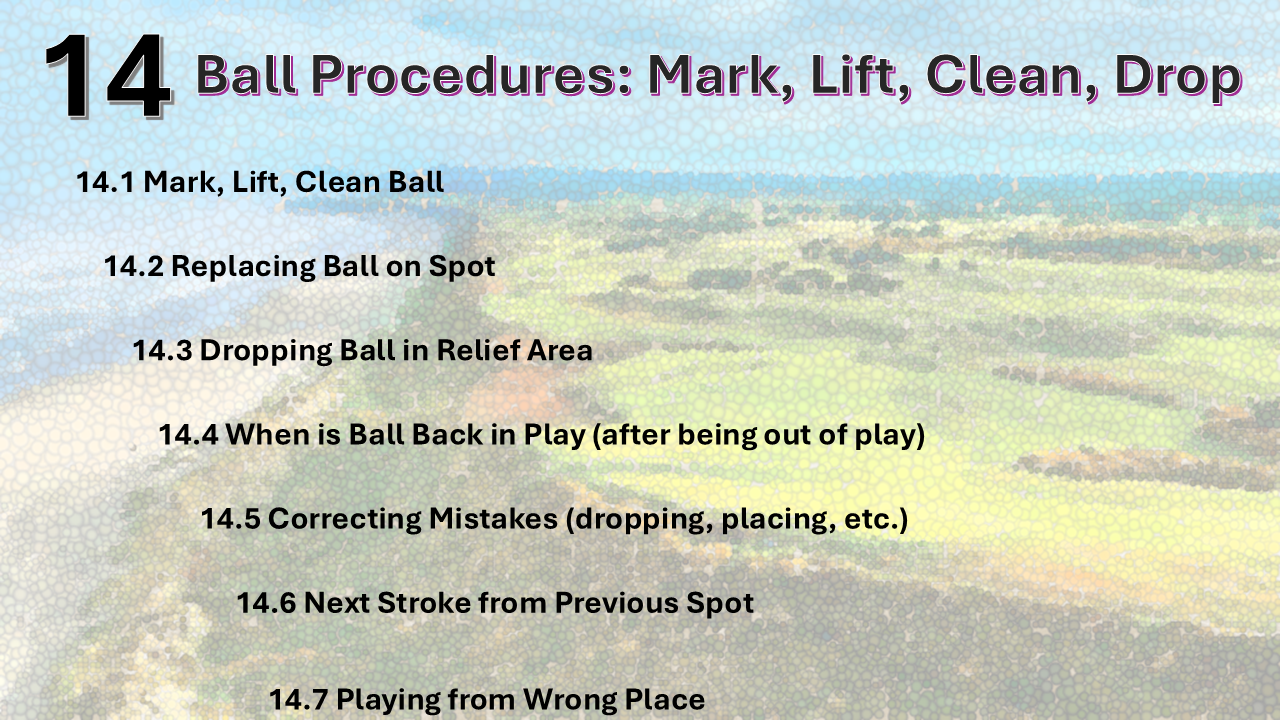 14 Ball Procedures: Mark, Lift, Clean, Drop
14.1 Mark, Lift, Clean Ball
14.2 Replacing Ball on Spot
14.3 Dropping Ball in Relief Area
14.4 When is Ball Back in Play (after being out of play)
14.5 Correcting Mistakes (dropping, placing, etc.)
14.6 Next Stroke from Previous Spot
14.7 Playing from Wrong Place